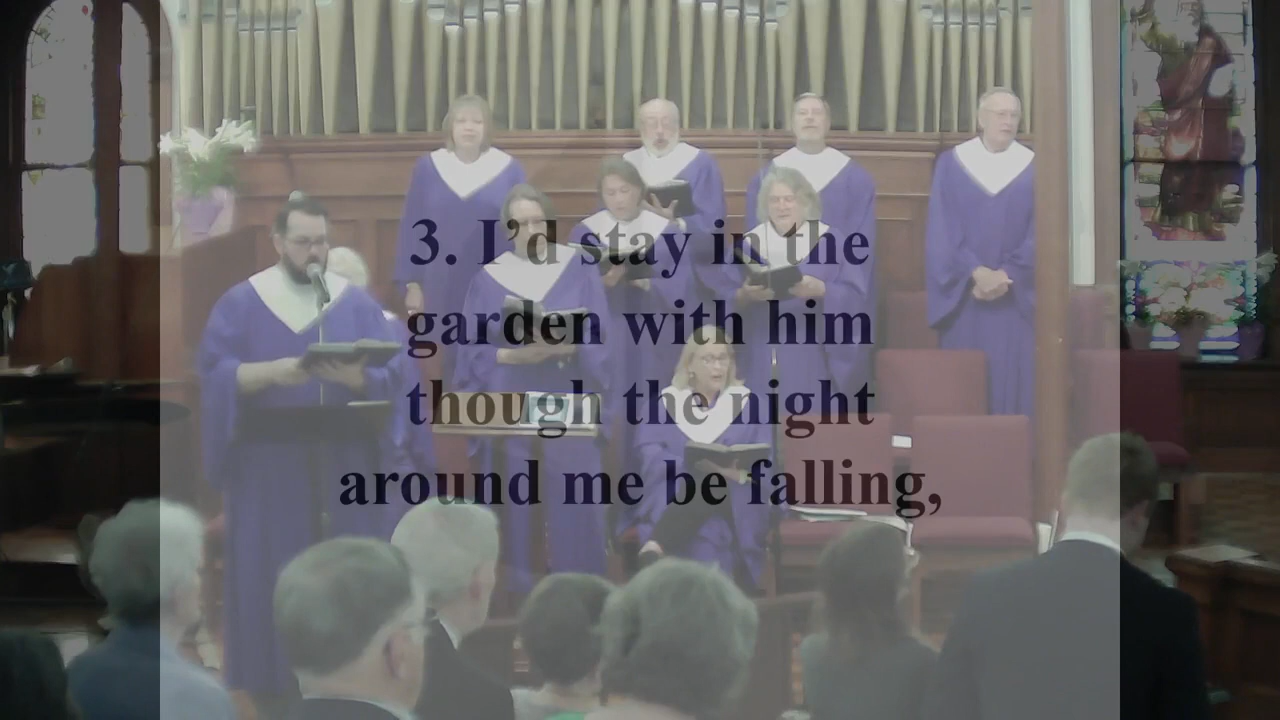 3. I’d stay in the
garden with him
though the night
around me be falling,